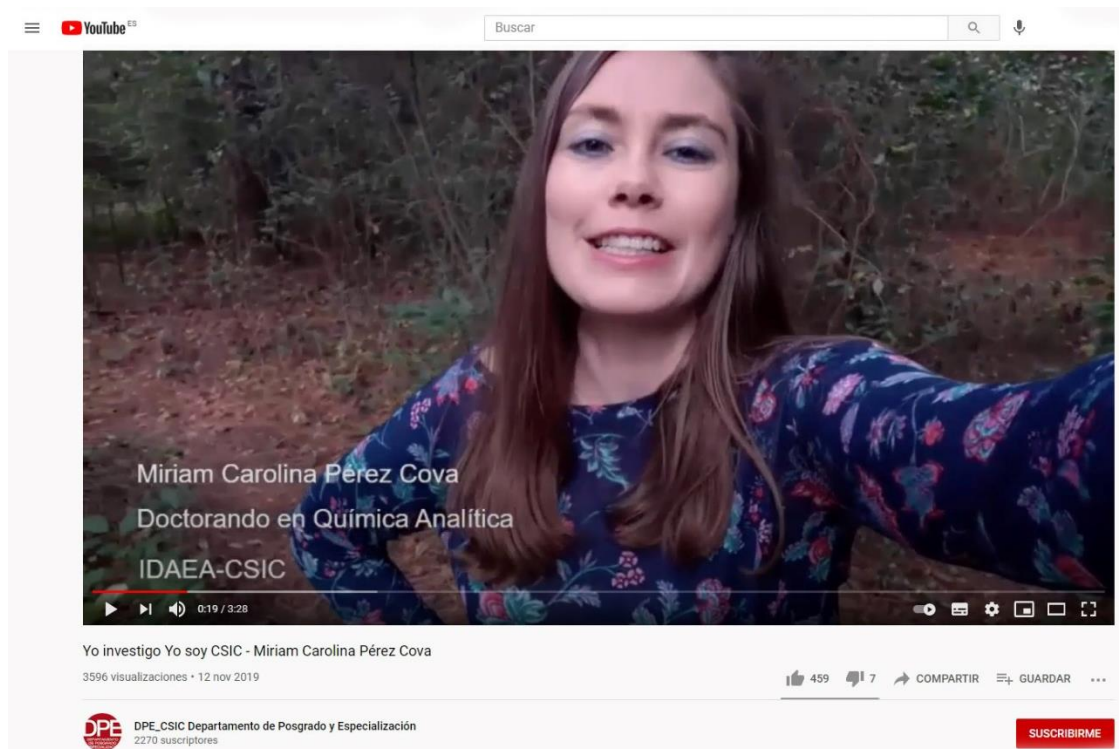 YouTube ES
Buscar
Miriam Carolina Pérez Cova
Doctorando en Química Analítica
IDAEA-CSIC
0:19 / 3:28
Yo investigo Yo soy CSIC - Miriam Carolina Pérez Cova
3596 visualizaciones • 12 nov 2019
459 7 COMPARTIR GUARDAR
DPE
DPE_CSIC Departamento de Posgrado y Especialización
2270 suscriptores
SUSCRIBIRME